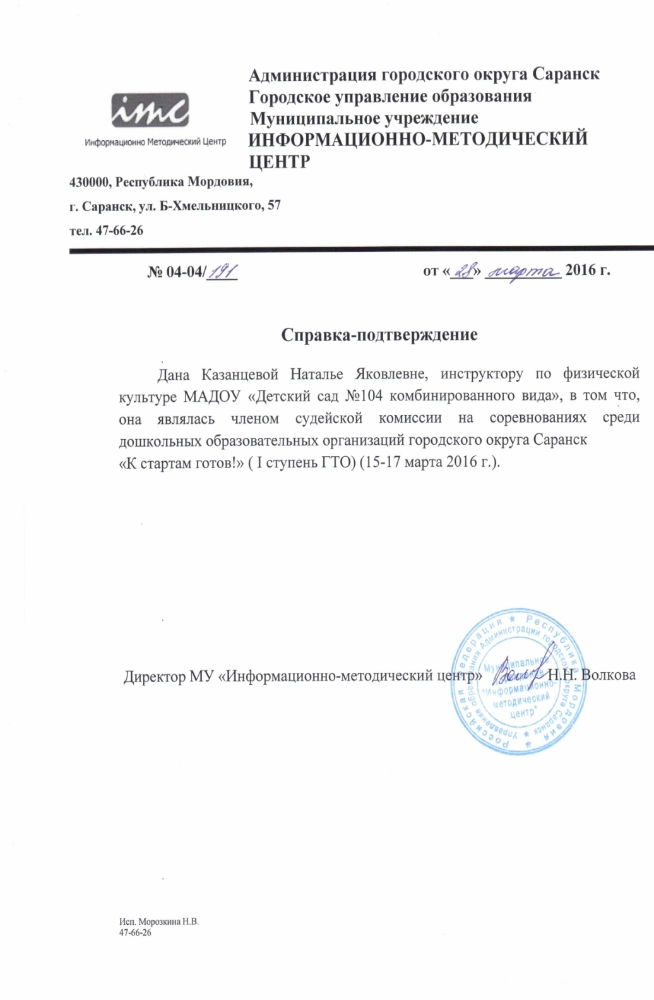 Администрация городского округа Саранск
Городское управление образования
Муниципальное учреждение
ИНФОРМАЦИОННО-МЕТОДИЧЕСКИЙ
ЦЕНТР
imc
Информационно Методический Центр
430000, Республика Мордовия,
г. Саранск, ул. Б-Хмельницкого, 57
тел. 47-66-26
№ 04-04/191 от «28» марта 2016 г.
Справка-подтверждение
Дана Казанцевой Наталье Яковлевне, инструктору по физической
культуре МАДОУ «Детский сад №104 комбинированного вида», в том что,
она являлась членом судейской комиссии на соревнованиях среди
дошкольных образовательных организаций городского округа Саранск
«К стартам готов!» ( I ступень ГТО) (15-17 марта 2016 г.).
Директор МУ «Информационно-методический центр» Н.Н. Волкова
Российская Федерация ★ Республика Мордовия ★
Управление образования Администрации городского округа Саранск ★
Муниципальное
учреждение
"Информационно-
методический
центр"
Исп. Морозкина Н.В.
47-66-26